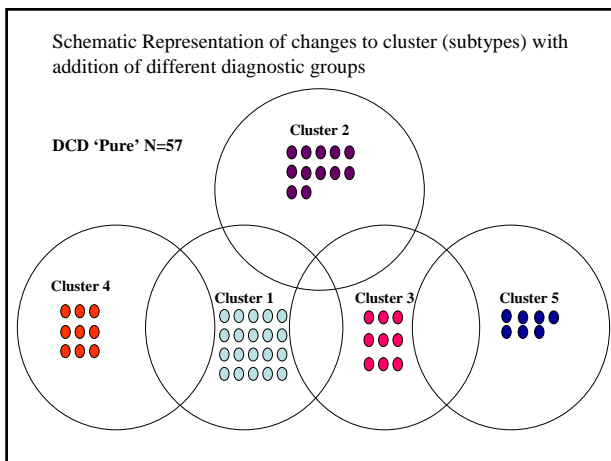 Schematic Representation of changes to cluster (subtypes) with
addition of different diagnostic groups
Cluster 2
DCD ‘Pure’ N=57
Cluster 4
Cluster 1
Cluster 3
Cluster 5